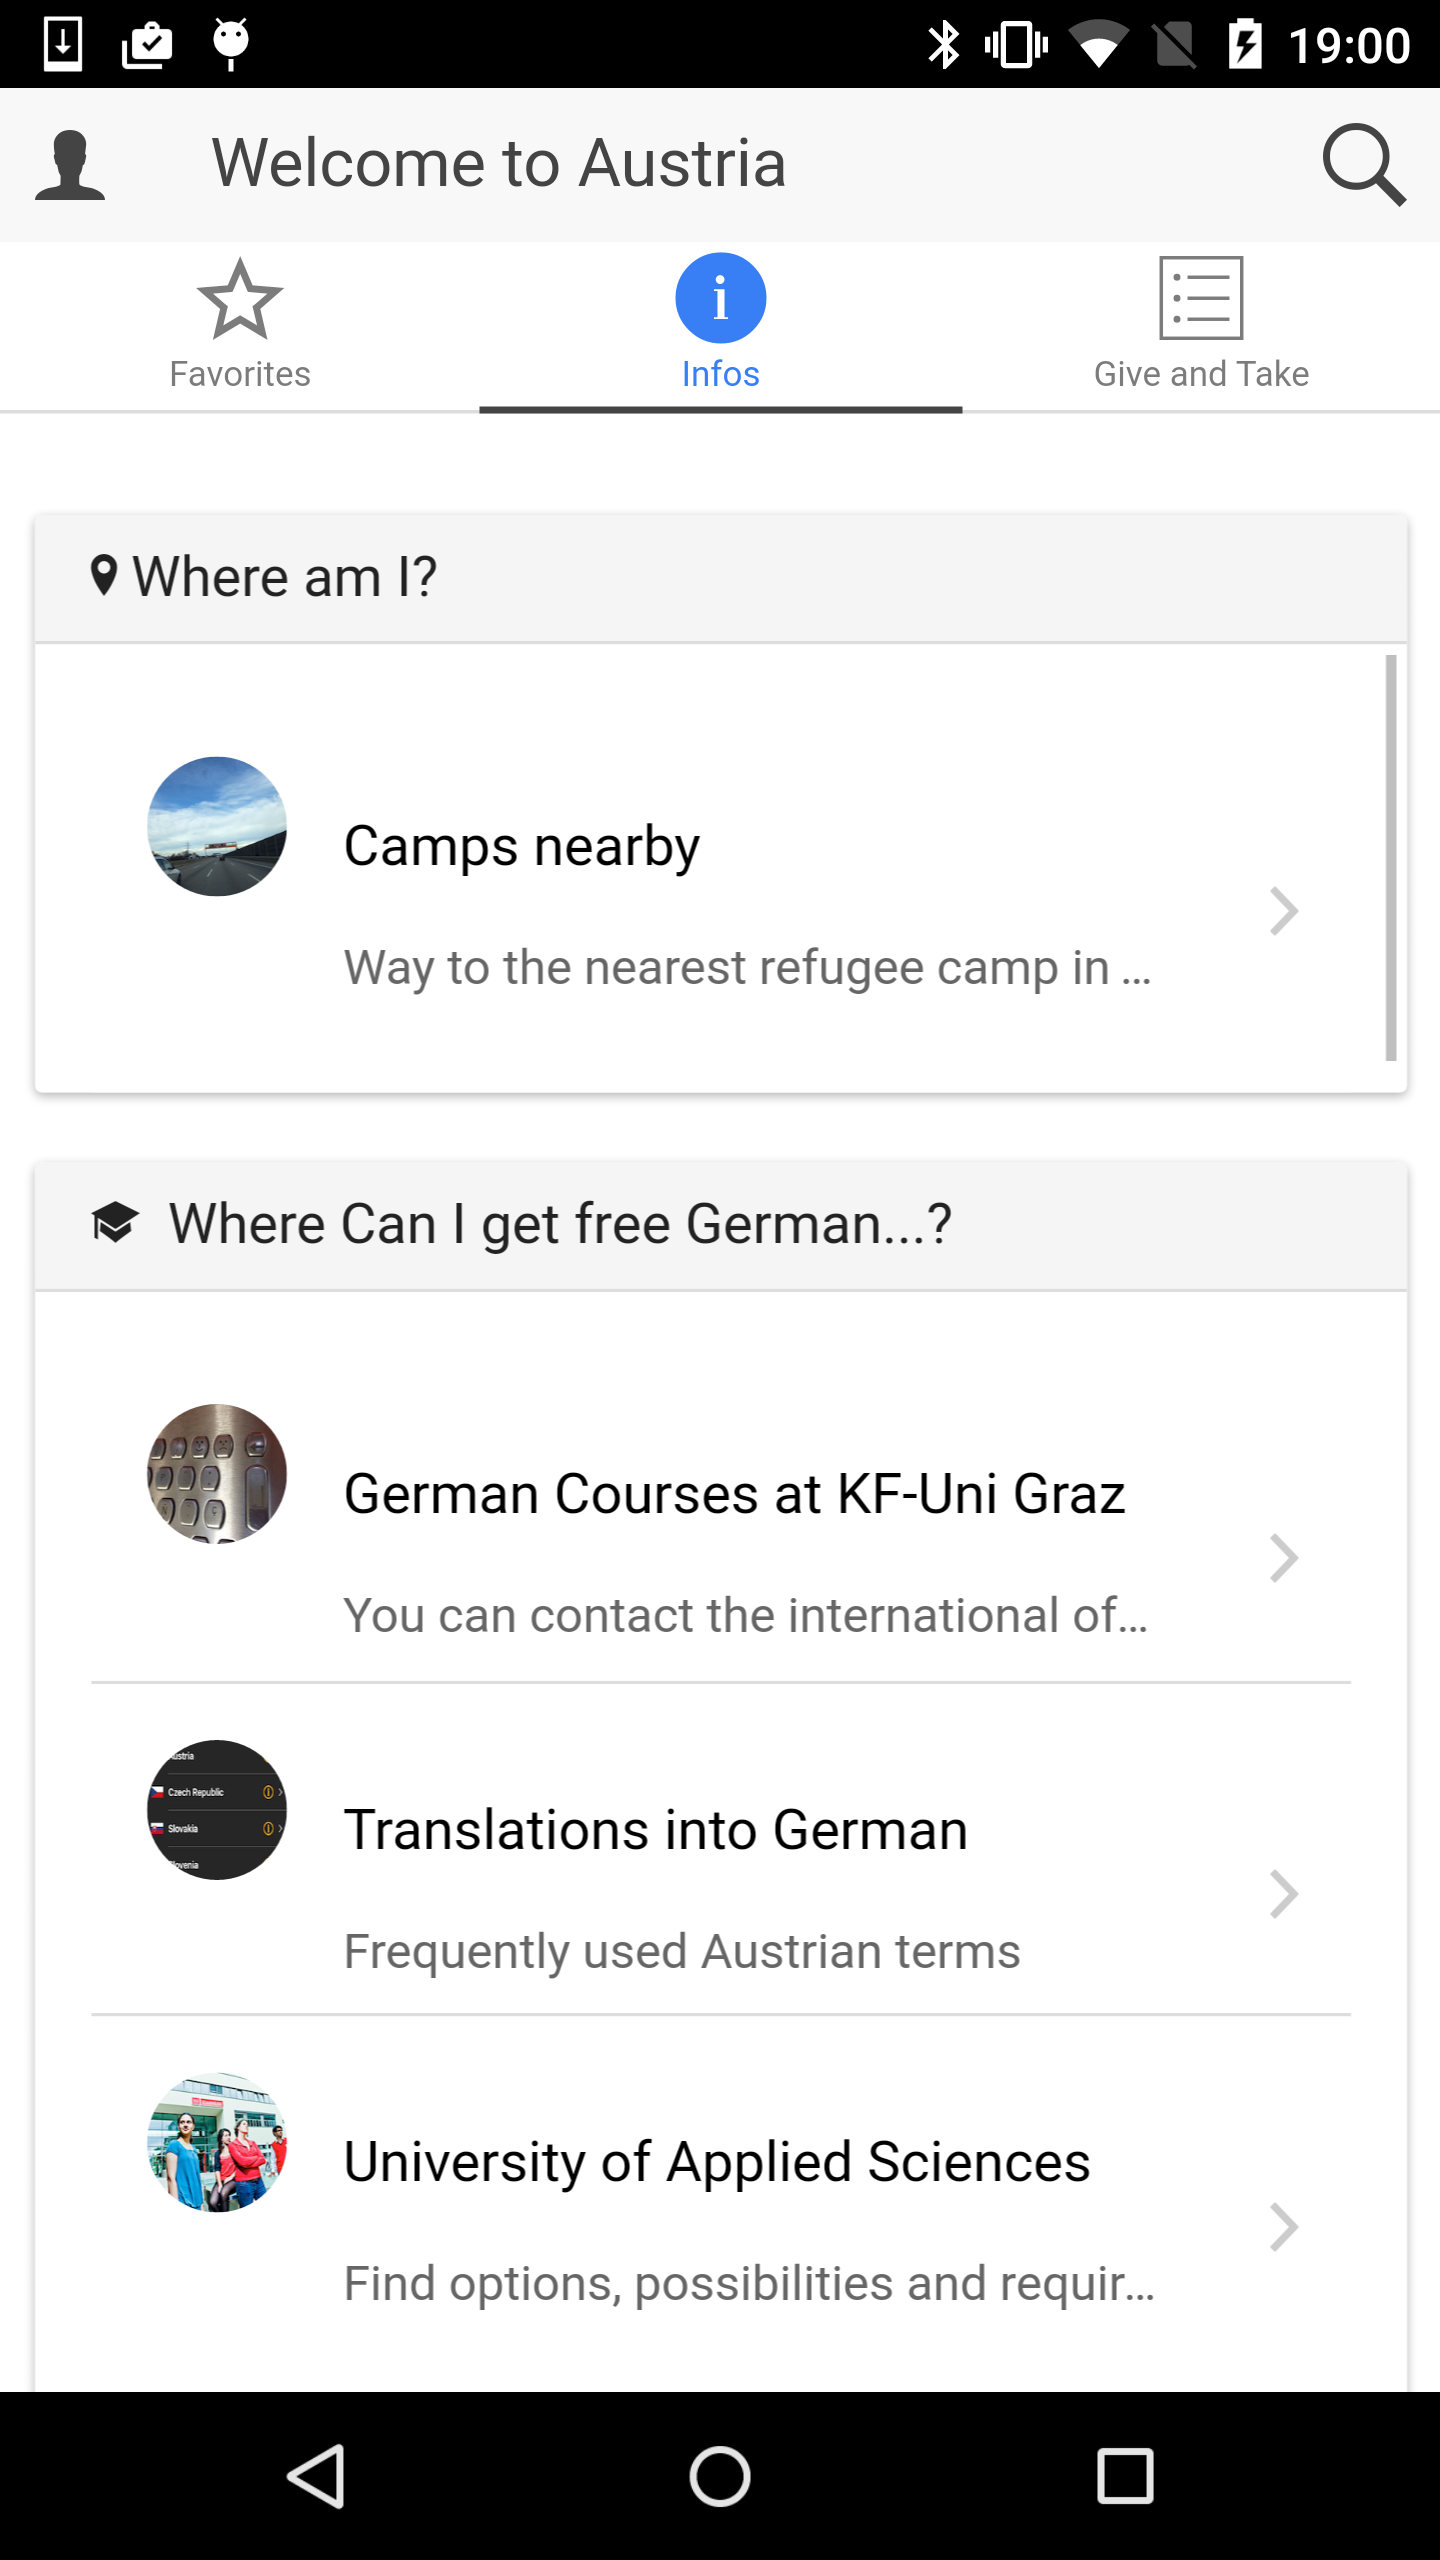 19:00
Welcome to Austria
Favorites
Infos
Give and Take
Where am I?
Camps nearby
Way to the nearest refugee camp in ...
Where Can I get free German...?
German Courses at KF-Uni Graz
You can contact the international of...
Austria
Czech Republic
Slovakia
Slovenia
Translations into German
Frequently used Austrian terms
University of Applied Sciences
Find options, possibilities and requir...